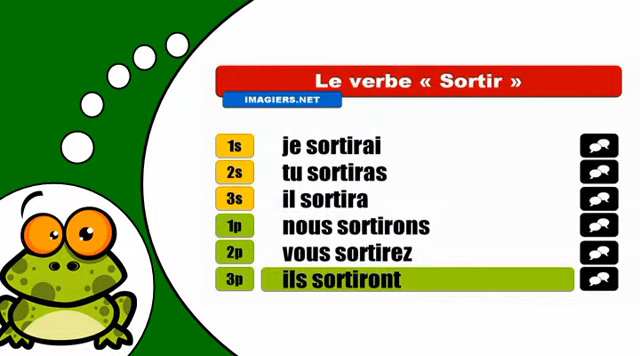 Le verbe « Sortir »
IMAGIERS.NET
1s je sortirai
2s tu sortiras
3s il sortira
1p nous sortirons
2p vous sortirez
3p ils sortiront